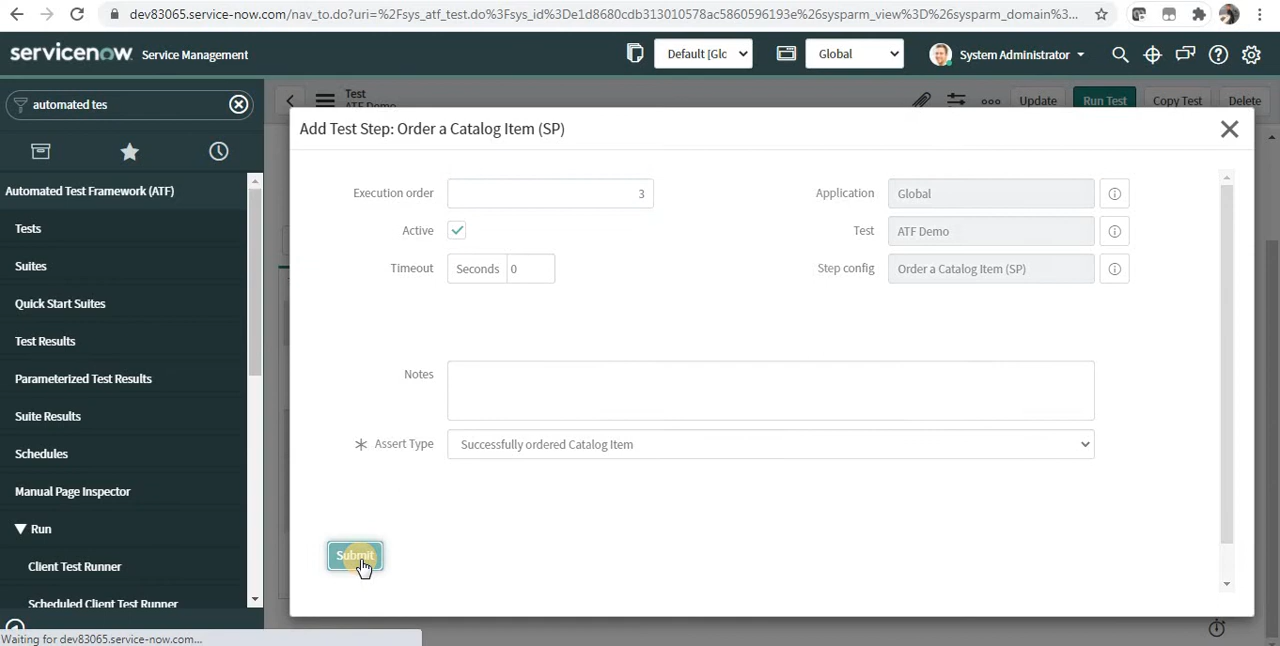 dev83065.service-now.com/nav_to.do?uri=%2Fsys_atf_test.do%3Fsys_id%3De1d8680cdb313010578ac5860596193e%26sysparm_view%3D%26sysparm_domain%3...
servicenow Service Management
Default [Glc
Global
System Administrator
automated tes
Test
ATF Demo
Update
Run Test
Copy Test
Delete
Add Test Step: Order a Catalog Item (SP)
Automated Test Framework (ATF)
Tests
Suites
Quick Start Suites
Test Results
Parameterized Test Results
Suite Results
Schedules
Manual Page Inspector
Run
Client Test Runner
Scheduled Client Test Runner
Execution order 3
Application Global
Active
Test ATF Demo
Timeout Seconds 0
Step config Order a Catalog Item (SP)
Notes
Assert Type Successfully ordered Catalog Item
Submit
Waiting for dev83065.service-now.com...